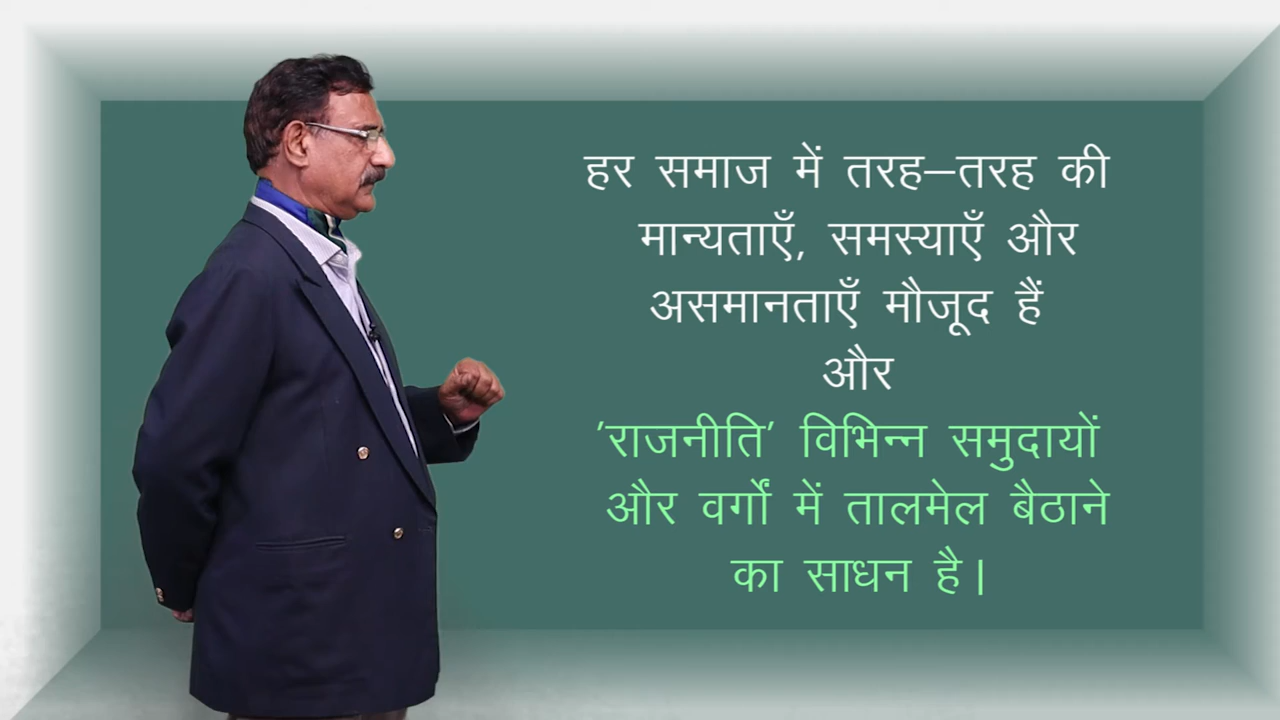 हर समाज में तरह–तरह की
मान्यताएँ, समस्याएँ और
असमानताएँ मौजूद हैं
और
’राजनीति’ विभिन्न समुदायों
और वर्गों में तालमेल बैठाने
का साधन है।